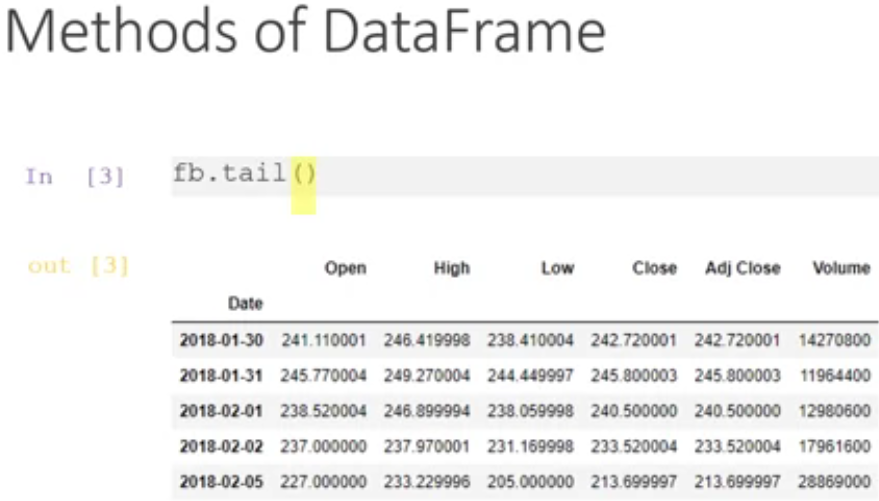 Methods of DataFrame
In [3] fb.tail()
out [3]
Open High Low Close Adj Close Volume
Date
2018-01-30 241.110001 246.419998 238.410004 242.720001 242.720001 14270800
2018-01-31 245.770004 249.270004 244.449997 245.800003 245.800003 11964400
2018-02-01 238.520004 246.899994 238.059998 240.500000 240.500000 12980600
2018-02-02 237.000000 237.970001 231.169998 233.520004 233.520004 17961600
2018-02-05 227.000000 233.229996 205.000000 213.699997 213.699997 28869000